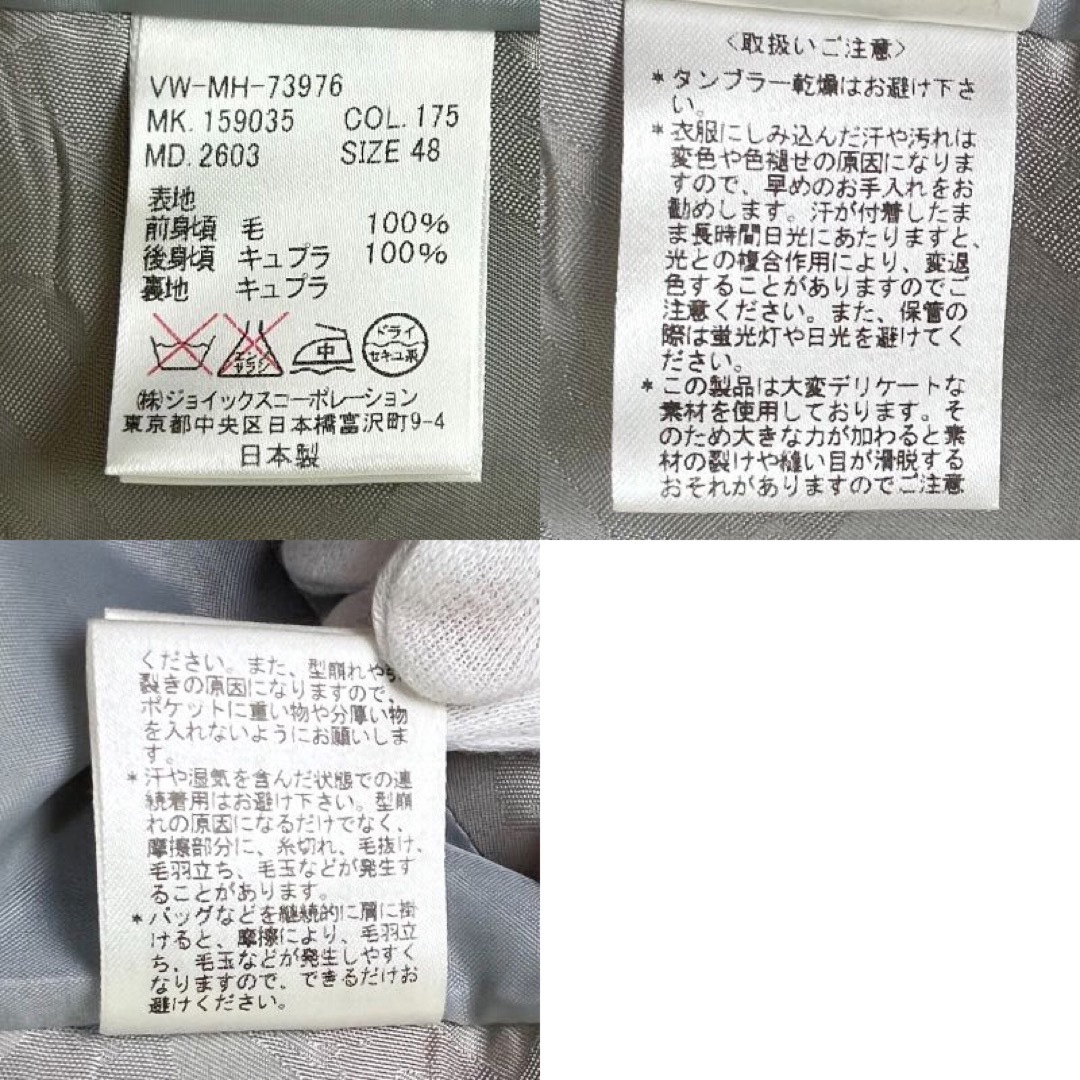 VW-MH-73976
MK. 159035 COL. 175
MD. 2603 SIZE 48
表地
前身頃 毛 100%
後身頃 キュプラ 100%
裏地 キュプラ
エンソ
サラシ
中
ドライ
セキユ系
㈱ジョイックスコーポレーション
東京都中央区日本橋富沢町9-4
日本製
<取扱いご注意>
*タンブラー乾燥はお避け下さ
い。
*衣服にしみ込んだ汗や汚れは
変色や色褪せの原因になりま
すので、早めのお手入れをお
勧めします。汗が付着したま
ま長時間日光にあたりますと、
光との複合作用により、変退
色することがありますのでご
注意ください。また、保管の
際は蛍光灯や日光を避けてく
ださい。
*この製品は大変デリケートな
素材を使用しております。そ
のため大きな力が加わると素
材の裂けや縫い目が滑脱する
おそれがありますのでご注意
ください。また、型崩れや
裂きの原因になりますので、
ポケットに重い物や分厚い物
を入れないようにお願いしま
す。
*汗や湿気を含んだ状態での連
続着用はお避け下さい。型崩
れの原因になるだけでなく、
摩擦部分に、糸切れ、毛抜け、
毛羽立ち、毛玉などが発生す
ることがあります。
*バッグなどを継続的に肩に掛
けると、摩擦により、毛羽立
ち、毛玉などが発生しやすく
なりますので、できるだけお
避けください。